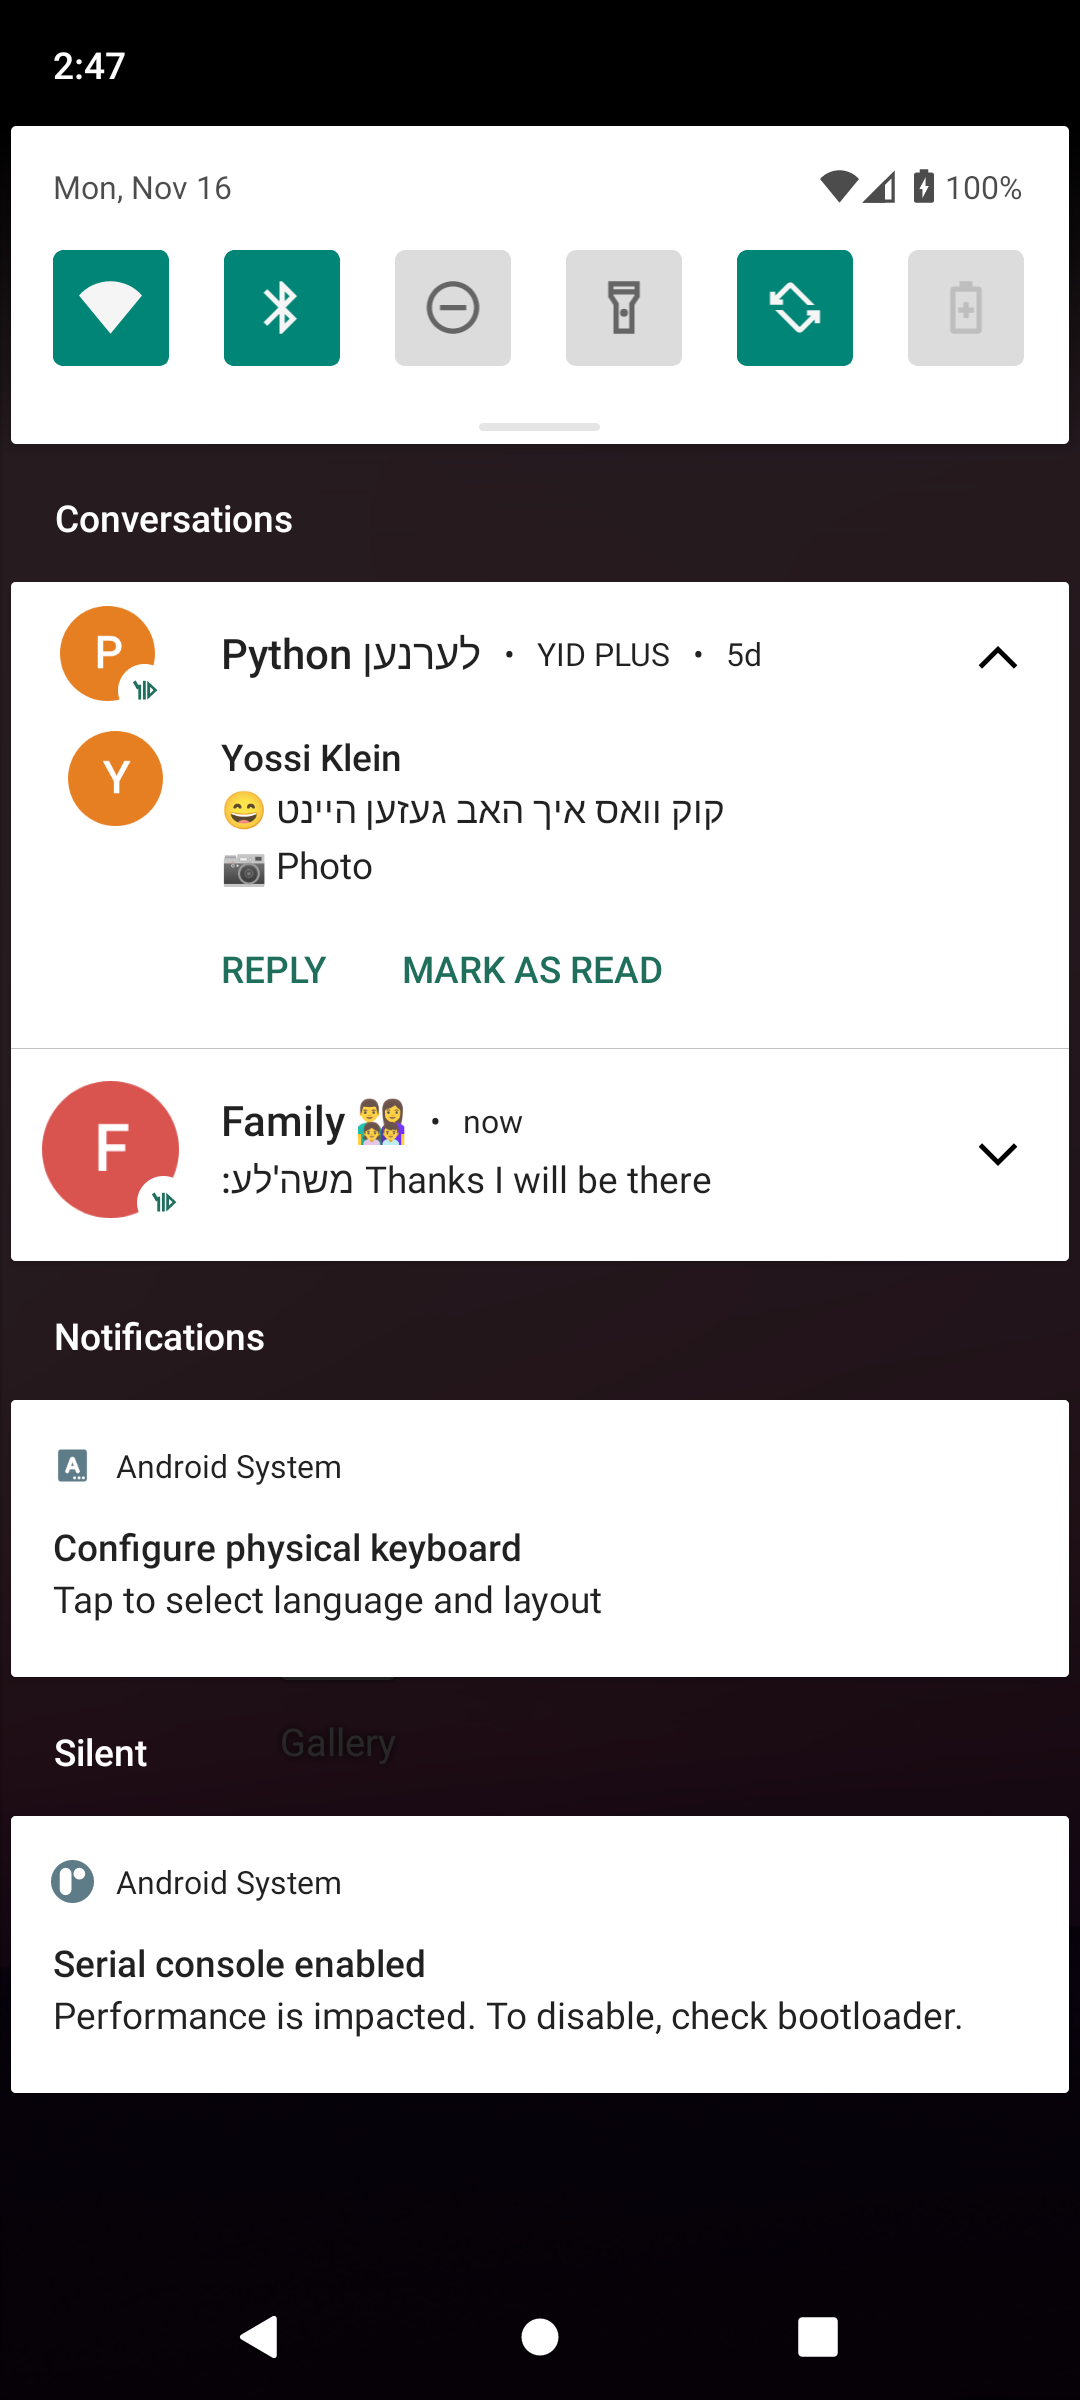 2:47
Mon, Nov 16
100%
Conversations
P
Python לערנען • YID PLUS • 5d
Y
Yossi Klein
קוק וואס איך האב געזען היינט 😄
📷 Photo
REPLY MARK AS READ
F
Family 👨‍👩‍👧‍👦 • now
משה'לע: Thanks I will be there
Notifications
Android System
Configure physical keyboard
Tap to select language and layout
Gallery
Silent
Android System
Serial console enabled
Performance is impacted. To disable, check bootloader.